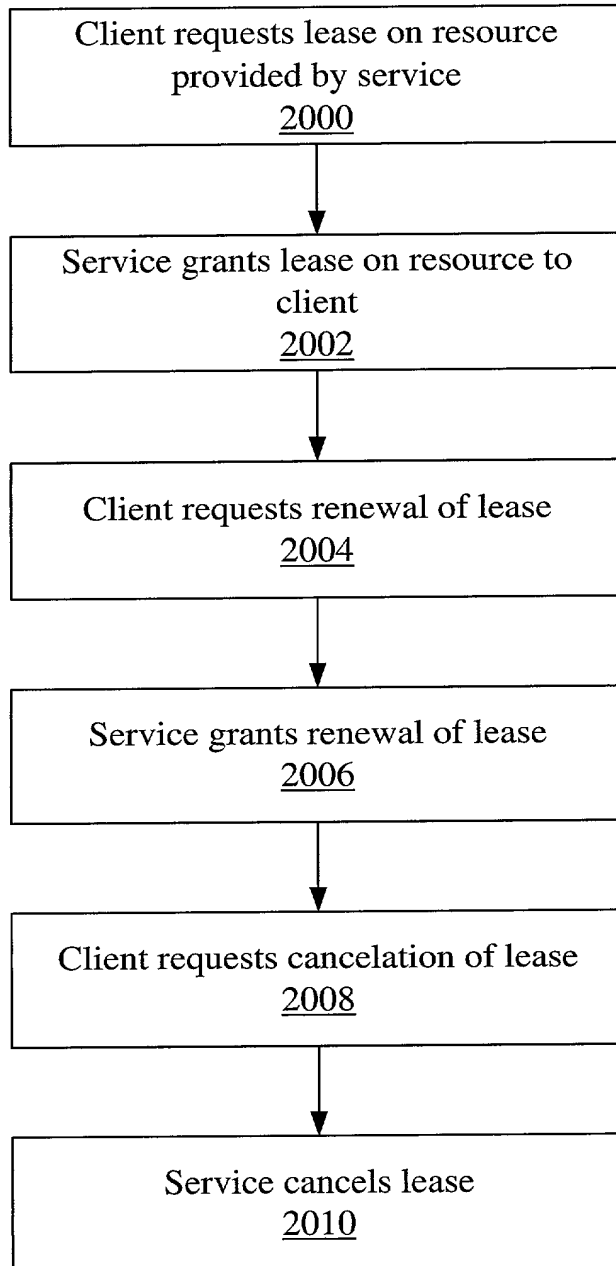 Client requests lease on resource
provided by service
2000
Service grants lease on resource to
client
2002
Client requests renewal of lease
2004
Service grants renewal of lease
2006
Client requests cancelation of lease
2008
Service cancels lease
2010